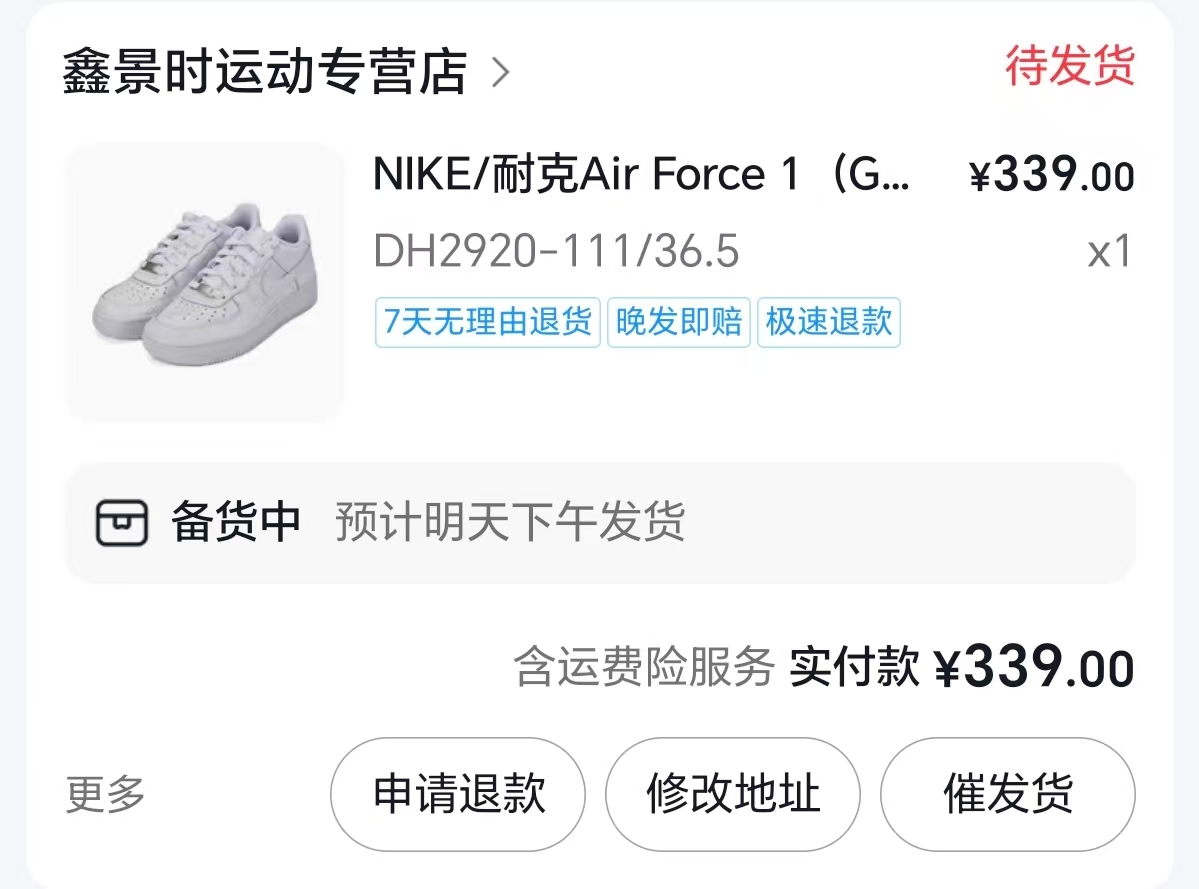 鑫景时运动专营店 >
待发货
NIKE/耐克Air Force 1（G... ¥339.00
DH2920-111/36.5 x1
7天无理由退货 晚发即赔 极速退款
备货中 预计明天下午发货
含运费险服务 实付款 ¥339.00
更多 申请退款 修改地址 催发货